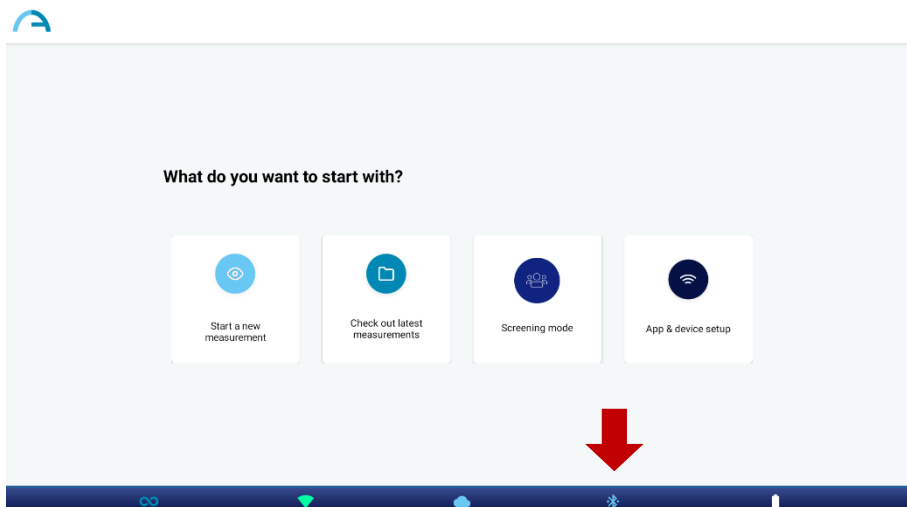 What do you want to start with?
Start a new
measurement
Check out latest
measurements
Screening mode
App & device setup